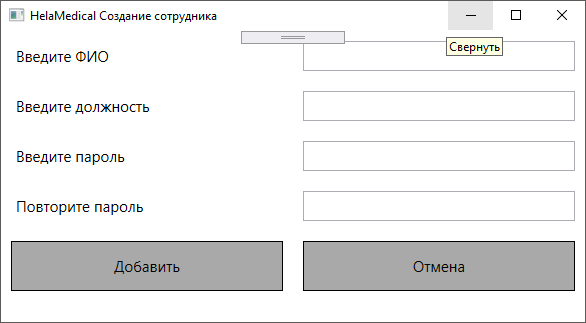 HelaMedical Создание сотрудника
Свернуть
Введите ФИО
Введите должность
Введите пароль
Повторите пароль
Добавить
Отмена